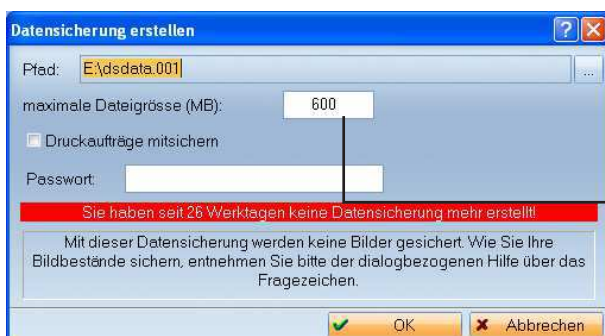 Datensicherung erstellen
Pfad: E:\dsdata.001 ...
maximale Dateigrösse (MB): 600
Druckaufträge mitsichern
Passwort:
Sie haben seit 26 Werktagen keine Datensicherung mehr erstellt!
Mit dieser Datensicherung werden keine Bilder gesichert. Wie Sie Ihre
Bildbestände sichern, entnehmen Sie bitte der dialogbezogenen Hilfe über das
Fragezeichen.
OK Abbrechen